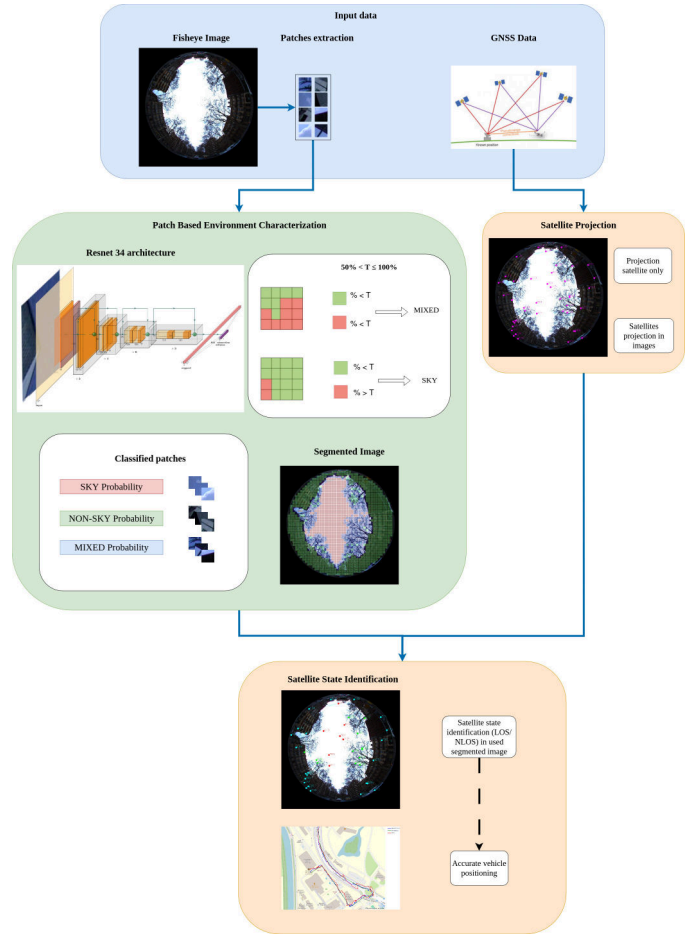 Input data
Fisheye Image
Patches extraction
GNSS Data
Patch Based Environment Characterization
Resnet 34 architecture
50% < T ≤ 100%
% < T
% < T
MIXED
% < T
% > T
SKY
Classified patches
SKY Probability
NON-SKY Probability
MIXED Probability
Segmented Image
Satellite Projection
Projection
satellite only
Satellites
projection in
images
Satellite State Identification
Satellite state
identification (LOS/
NLOS) in used
segmented image
Accurate vehicle
positioning